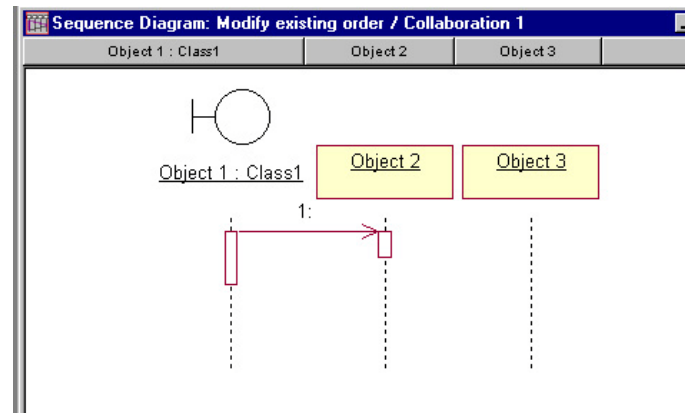 Sequence Diagram: Modify existing order / Collaboration 1
Object 1 : Class1 Object 2 Object 3
Object 1 : Class1 Object 2 Object 3
1: